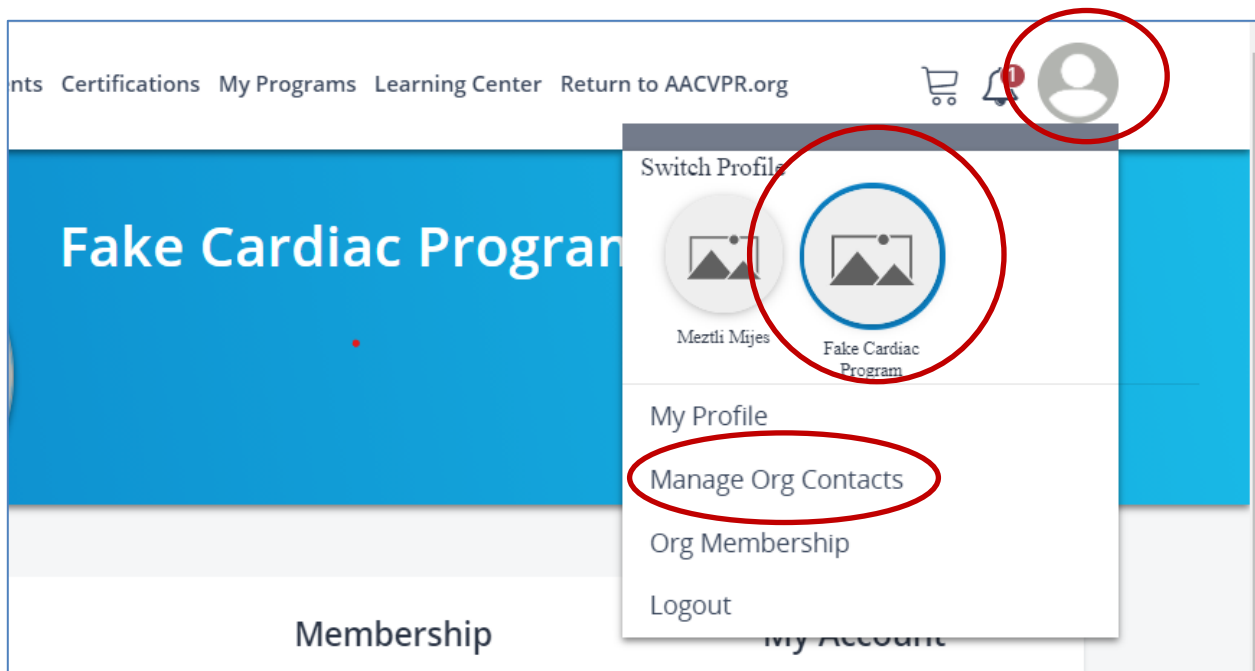 nts Certifications My Programs Learning Center Return to AACVPR.org
1
Switch Profile
Fake Cardiac Program
Meztli Mijes
Fake Cardiac
Program
My Profile
Manage Org Contacts
Org Membership
Logout
Membership
My Account